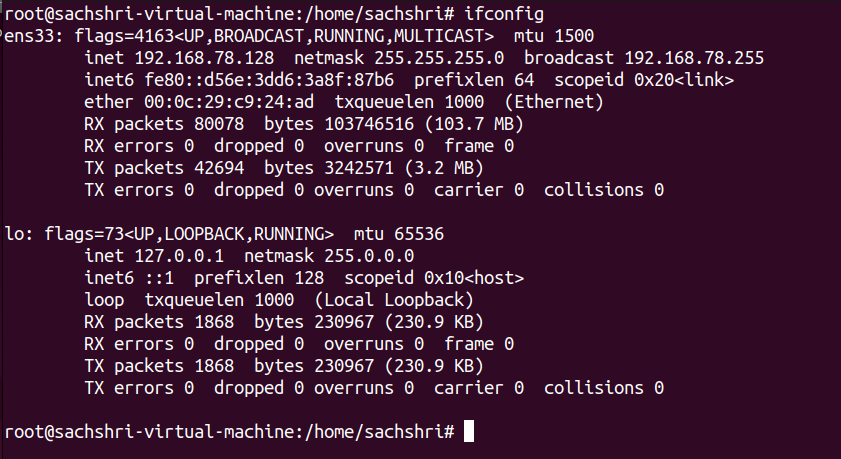 root@sachshri-virtual-machine:/home/sachshri# ifconfig
ens33: flags=4163<UP,BROADCAST,RUNNING,MULTICAST>  mtu 1500
        inet 192.168.78.128  netmask 255.255.255.0  broadcast 192.168.78.255
        inet6 fe80::d56e:3dd6:3a8f:87b6  prefixlen 64  scopeid 0x20<link>
        ether 00:0c:29:c9:24:ad  txqueuelen 1000  (Ethernet)
        RX packets 80078  bytes 103746516 (103.7 MB)
        RX errors 0  dropped 0  overruns 0  frame 0
        TX packets 42694  bytes 3242571 (3.2 MB)
        TX errors 0  dropped 0 overruns 0  carrier 0  collisions 0

lo: flags=73<UP,LOOPBACK,RUNNING>  mtu 65536
        inet 127.0.0.1  netmask 255.0.0.0
        inet6 ::1  prefixlen 128  scopeid 0x10<host>
        loop  txqueuelen 1000  (Local Loopback)
        RX packets 1868  bytes 230967 (230.9 KB)
        RX errors 0  dropped 0  overruns 0  frame 0
        TX packets 1868  bytes 230967 (230.9 KB)
        TX errors 0  dropped 0 overruns 0  carrier 0  collisions 0

root@sachshri-virtual-machine:/home/sachshri#